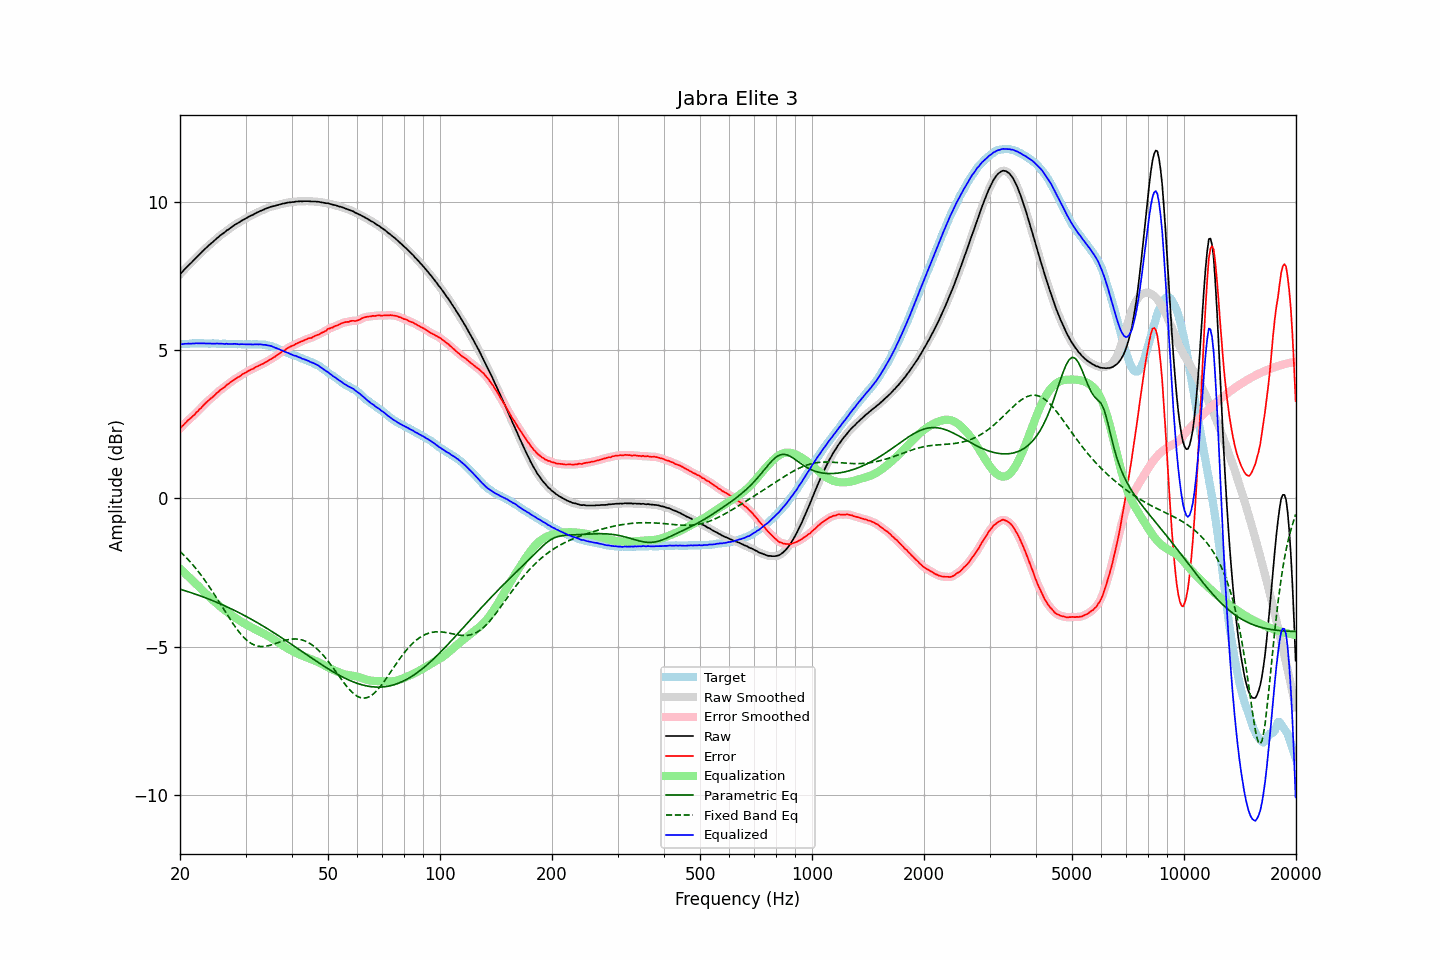 Jabra Elite 3
Amplitude (dBr)
10
5
0
−5
−10
Target
Raw Smoothed
Error Smoothed
Raw
Error
Equalization
Parametric Eq
Fixed Band Eq
Equalized
20 50 100 200 500 1000 2000 5000 10000 20000
Frequency (Hz)